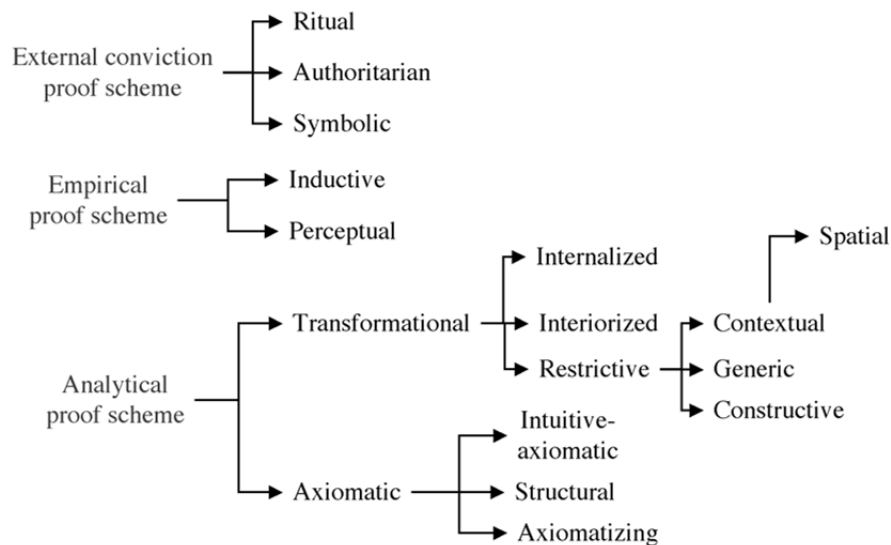 Ritual
External conviction
proof scheme
Authoritarian
Symbolic
Empirical
proof scheme
Inductive
Perceptual
Spatial
Internalized
Analytical
proof scheme
Transformational
Interiorized
Contextual
Restrictive
Generic
Constructive
Intuitive-
axiomatic
Axiomatic
Structural
Axiomatizing